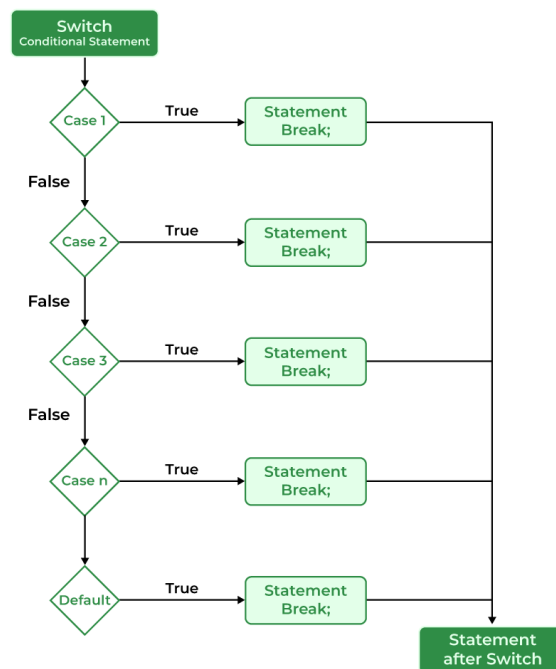 Switch
Conditional Statement
Case 1
True
Statement
Break;
False
Case 2
True
Statement
Break;
False
Case 3
True
Statement
Break;
False
Case n
True
Statement
Break;
Default
True
Statement
Break;
Statement
after Switch